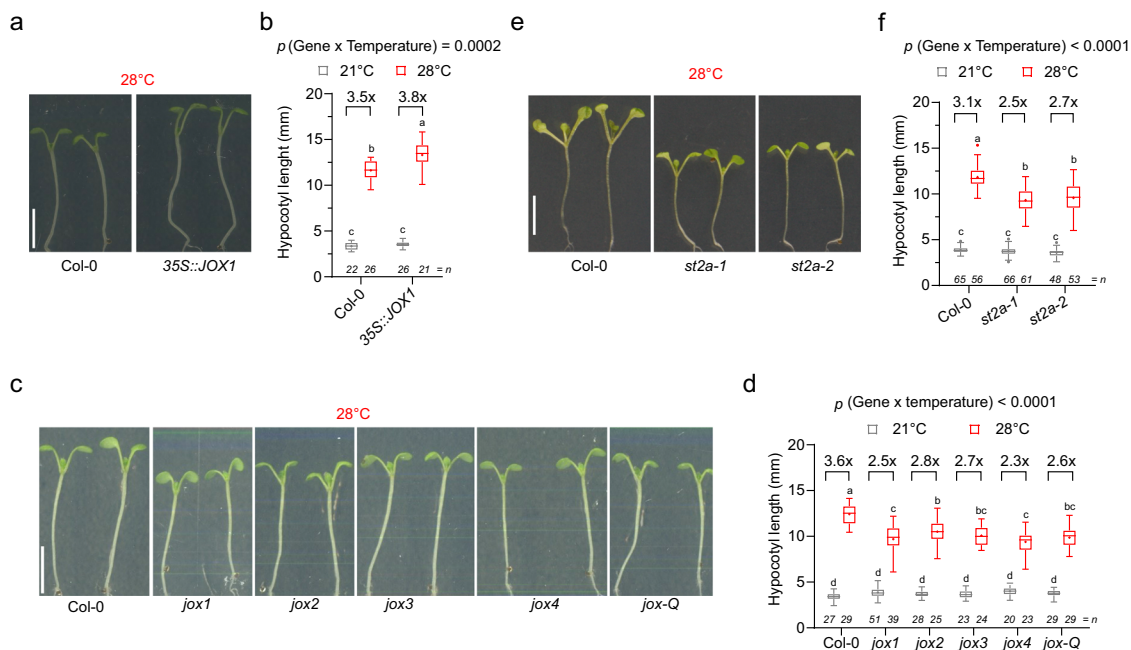 a
28°C
Col-0
35S::JOX1
b
p (Gene x Temperature) = 0.0002
21°C 28°C
3.5x 3.8x
Hypocotyl lenght (mm)
20
15
10
5
0
b
a
c
c
22 26 26 21 = n
Col-0
35S::JOX1
e
28°C
Col-0
st2a-1
st2a-2
f
p (Gene x Temperature) < 0.0001
21°C 28°C
3.1x 2.5x 2.7x
Hypocotyl length (mm)
20
15
10
5
0
a
b
b
c
c
c
65 56 66 61 48 53 = n
Col-0
st2a-1
st2a-2
c
28°C
Col-0
jox1
jox2
jox3
jox4
jox-Q
d
p (Gene x temperature) < 0.0001
21°C 28°C
3.6x 2.5x 2.8x 2.7x 2.3x 2.6x
Hypocotyl length (mm)
20
15
10
5
0
a
c
b
bc
c
bc
d
d
d
d
d
d
27 29 51 39 28 25 23 24 20 23 29 29 = n
Col-0 jox1 jox2 jox3 jox4 jox-Q